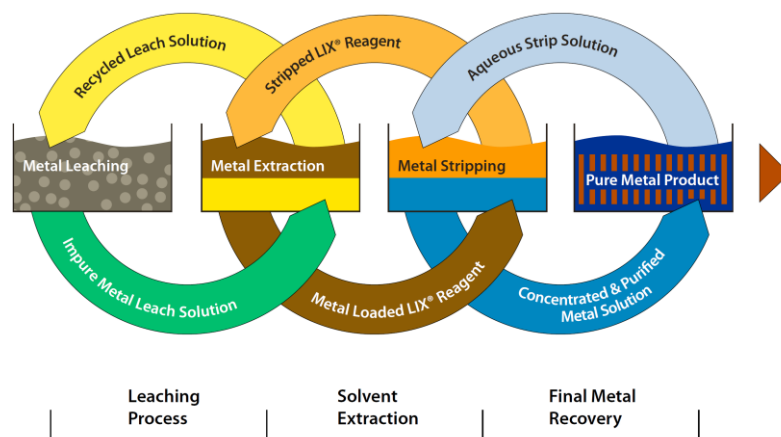 Recycled Leach Solution
Stripped LIX® Reagent
Aqueous Strip Solution
Metal Leaching
Metal Extraction
Metal Stripping
Pure Metal Product
Impure Metal Leach Solution
Metal Loaded LIX® Reagent
Concentrated & Purified
Metal Solution
Leaching
Process
Solvent
Extraction
Final Metal
Recovery